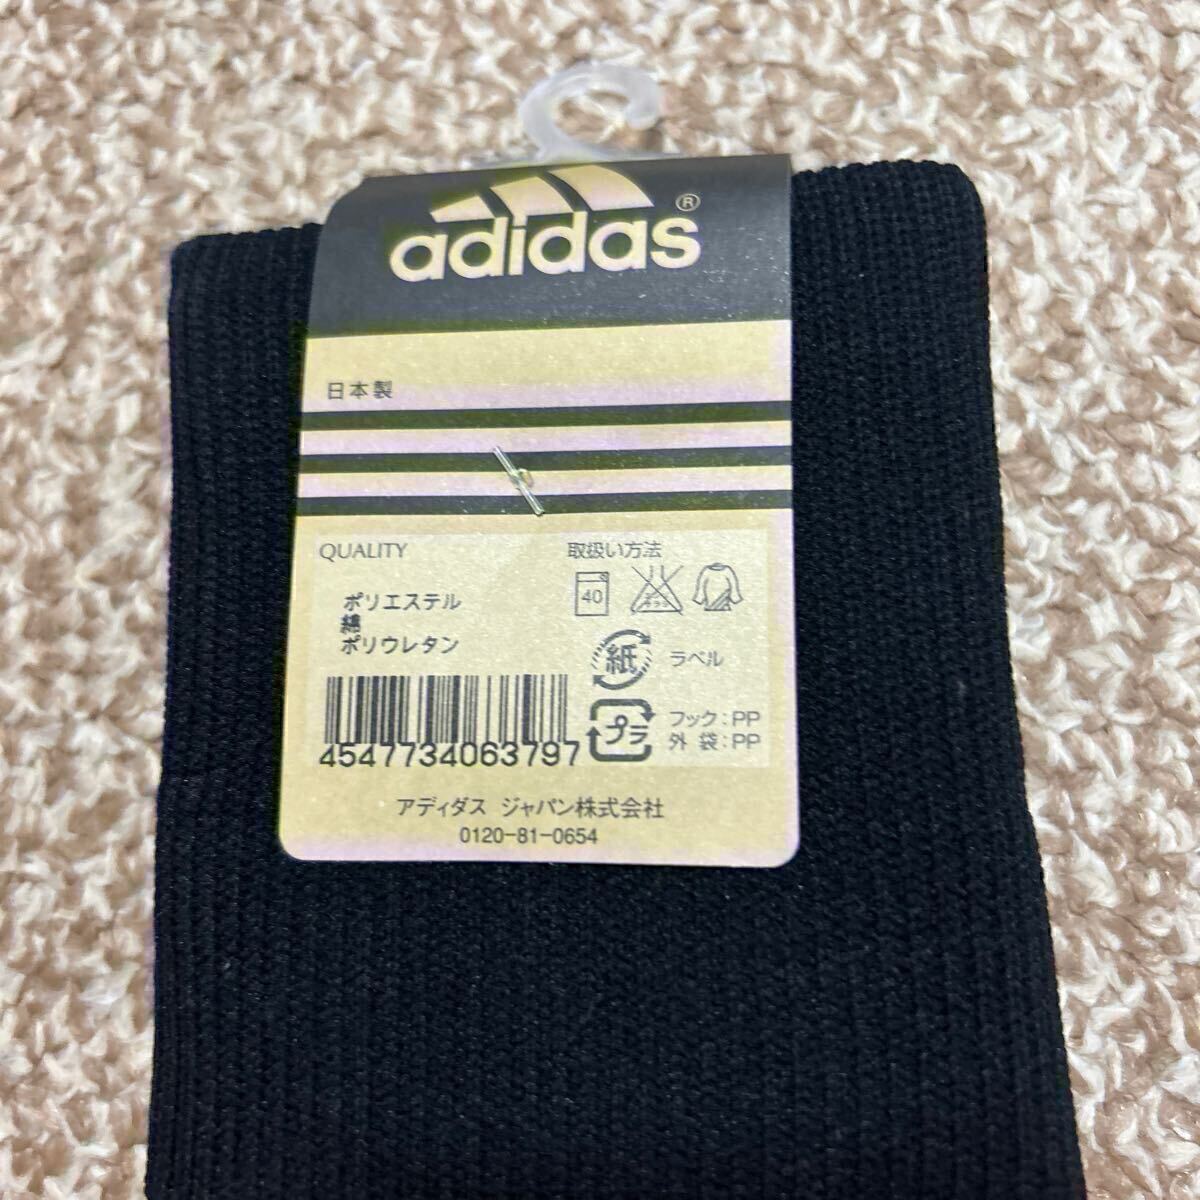 adidas®
日本製
QUALITY
ポリエステル
綿
ポリウレタン
取扱い方法
40
紙 ラベル
プラ フック：PP
外 袋：PP
4547734063797
アディダス ジャパン株式会社
0120-81-0654